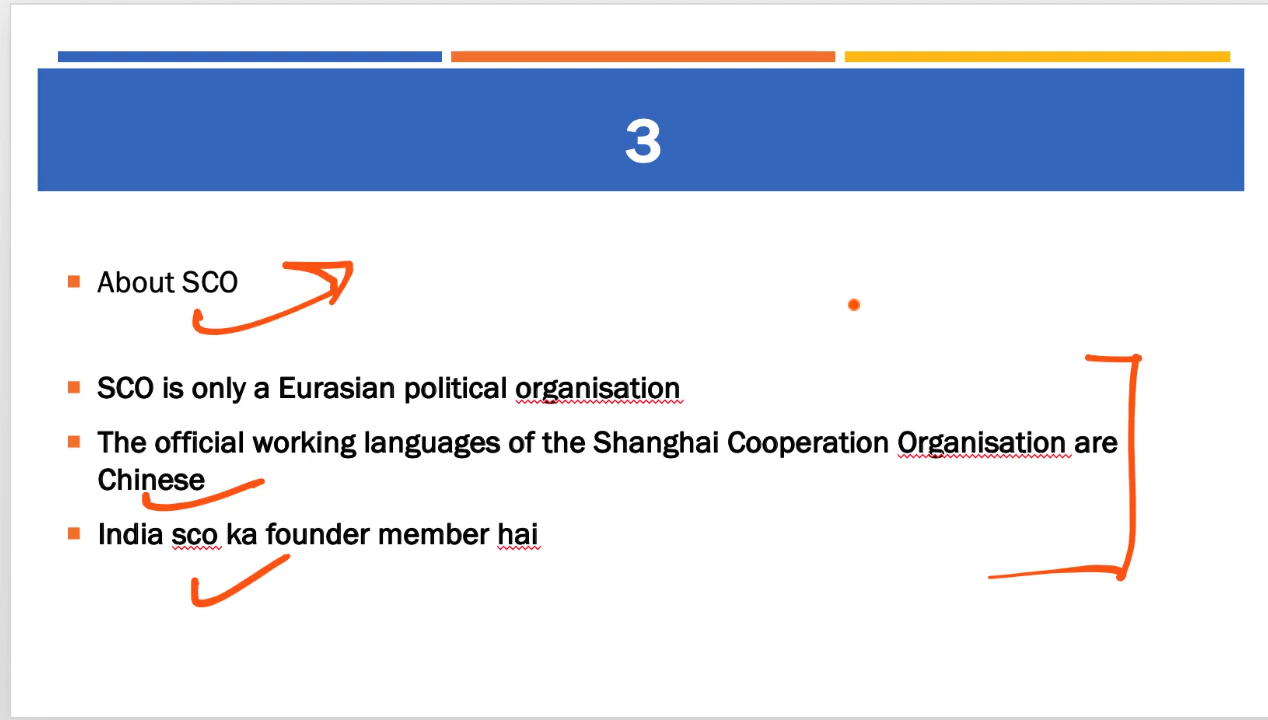 3
About SCO
SCO is only a Eurasian political organisation
The official working languages of the Shanghai Cooperation Organisation are
Chinese
India sco ka founder member hai